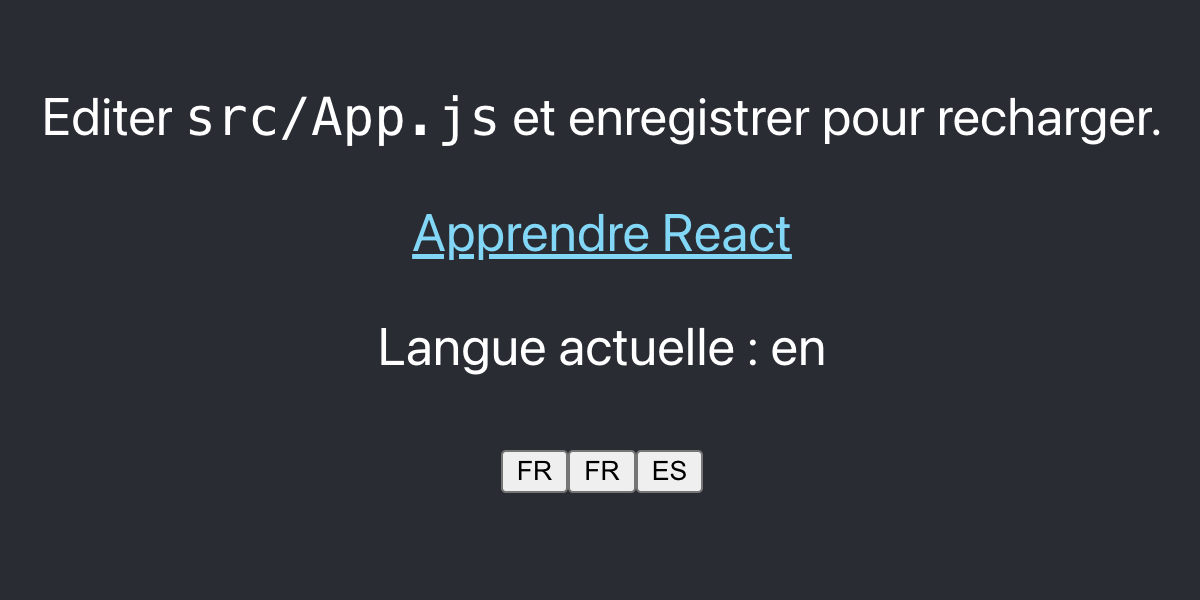 Editer src/App.js et enregistrer pour recharger.
Apprendre React
Langue actuelle : en
FR FR ES